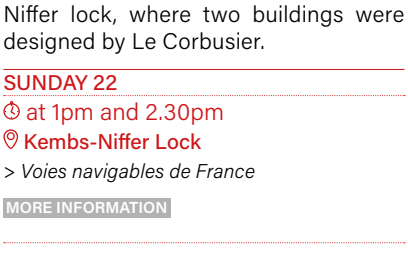 Niffer lock, where two buildings were
designed by Le Corbusier.
SUNDAY 22
at 1pm and 2.30pm
Kembs-Niffer Lock
> Voies navigables de France
MORE INFORMATION